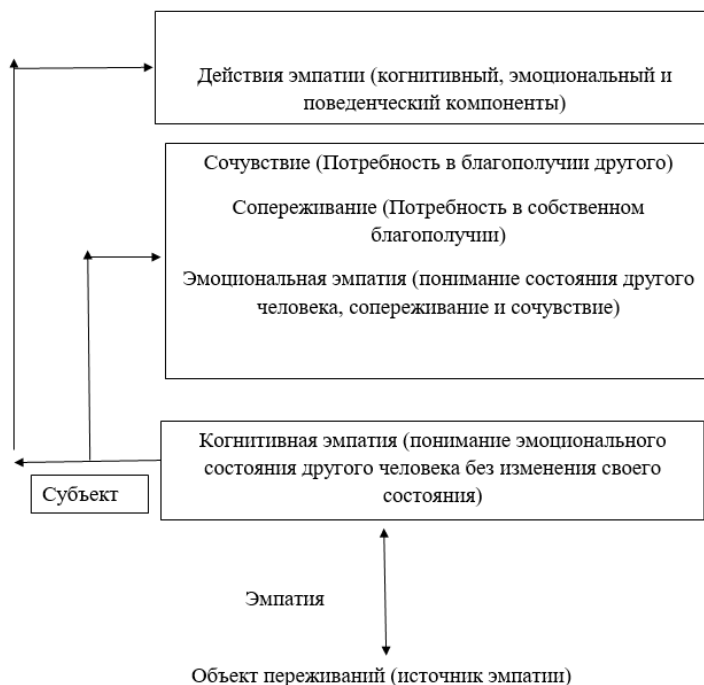 Действия эмпатии (когнитивный, эмоциональный и
поведенческий компоненты)
Сочувствие (Потребность в благополучии другого)
Сопереживание (Потребность в собственном
благополучии)
Эмоциональная эмпатия (понимание состояния другого
человека, сопереживание и сочувствие)
Когнитивная эмпатия (понимание эмоционального
состояния другого человека без изменения своего
состояния)
Субъект
Эмпатия
Объект переживаний (источник эмпатии)